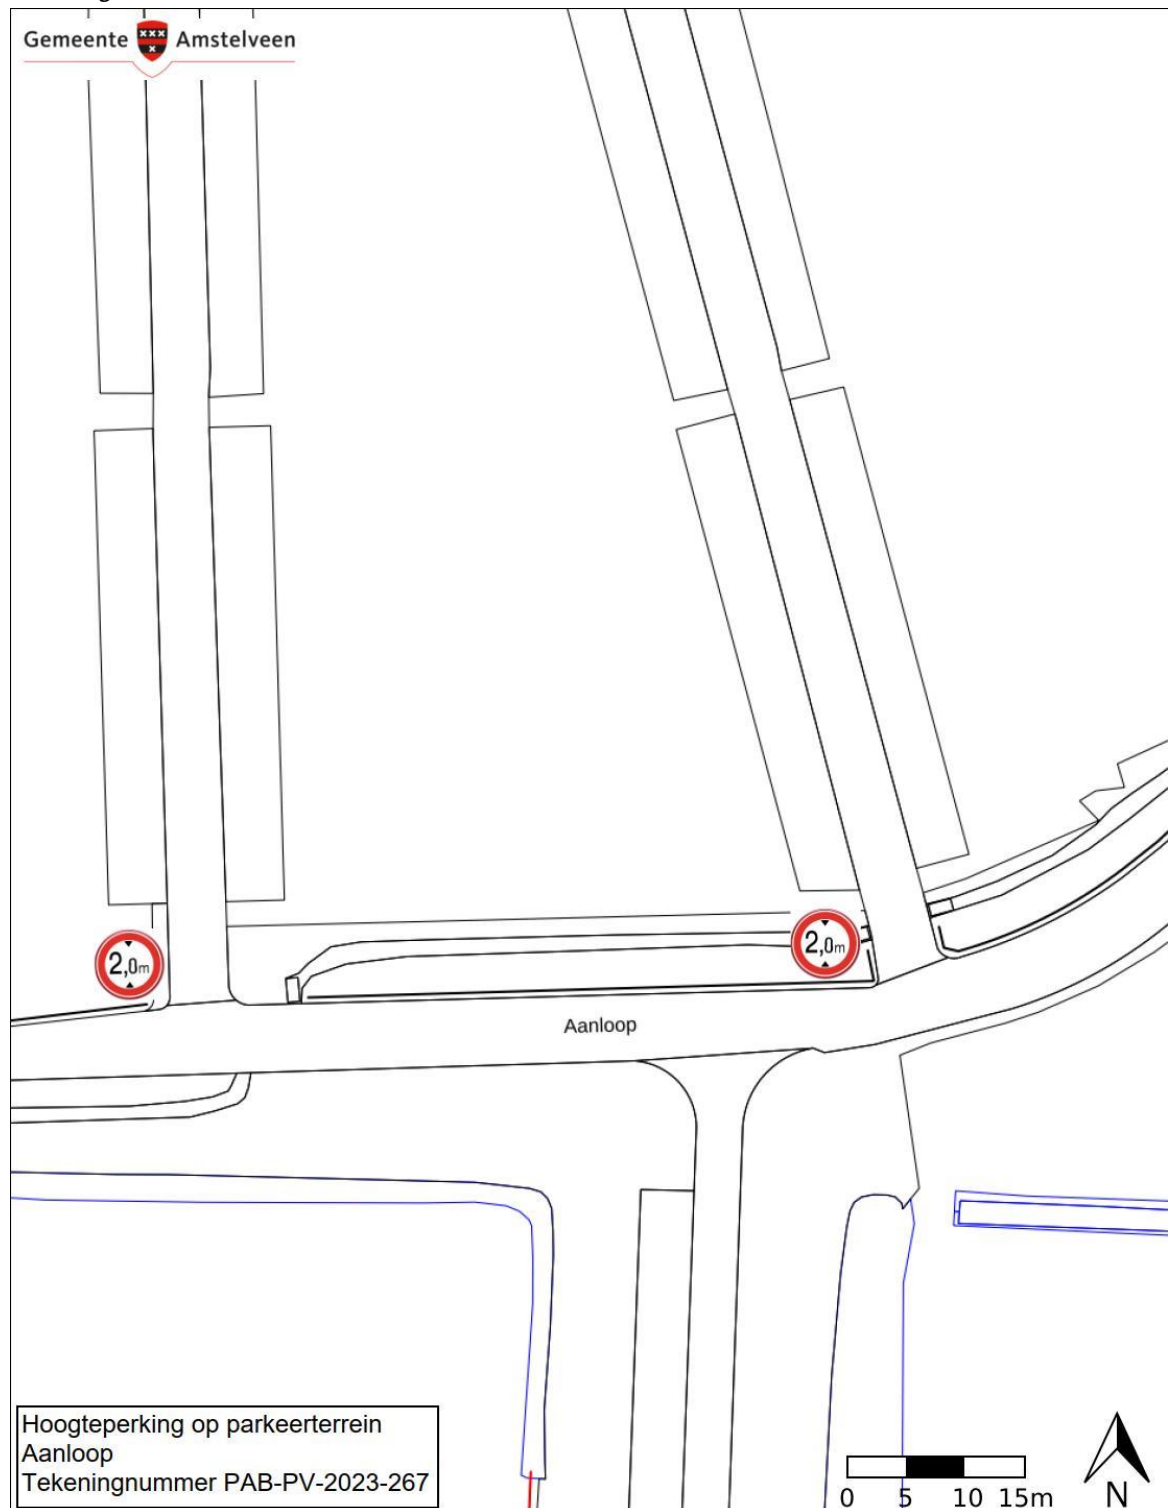 Gemeente Amstelveen
2,0m
2,0m
Aanloop
Hoogteperking op parkeerterrein
Aanloop
Tekeningnummer PAB-PV-2023-267
0 5 10 15m
N